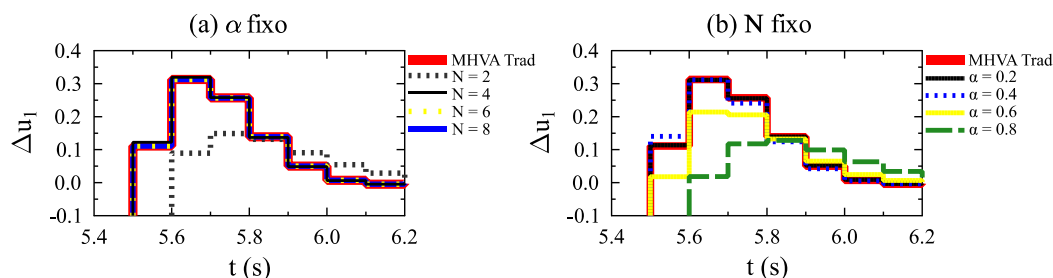 (a) α fixo
0.4
0.3
0.2
0.1
0.0
-0.1
Δu₁
5.4 5.6 5.8 6.0 6.2
t (s)
MHVA Trad
N = 2
N = 4
N = 6
N = 8
(b) N fixo
0.4
0.3
0.2
0.1
0.0
-0.1
Δu₁
5.4 5.6 5.8 6.0 6.2
t (s)
MHVA Trad
α = 0.2
α = 0.4
α = 0.6
α = 0.8